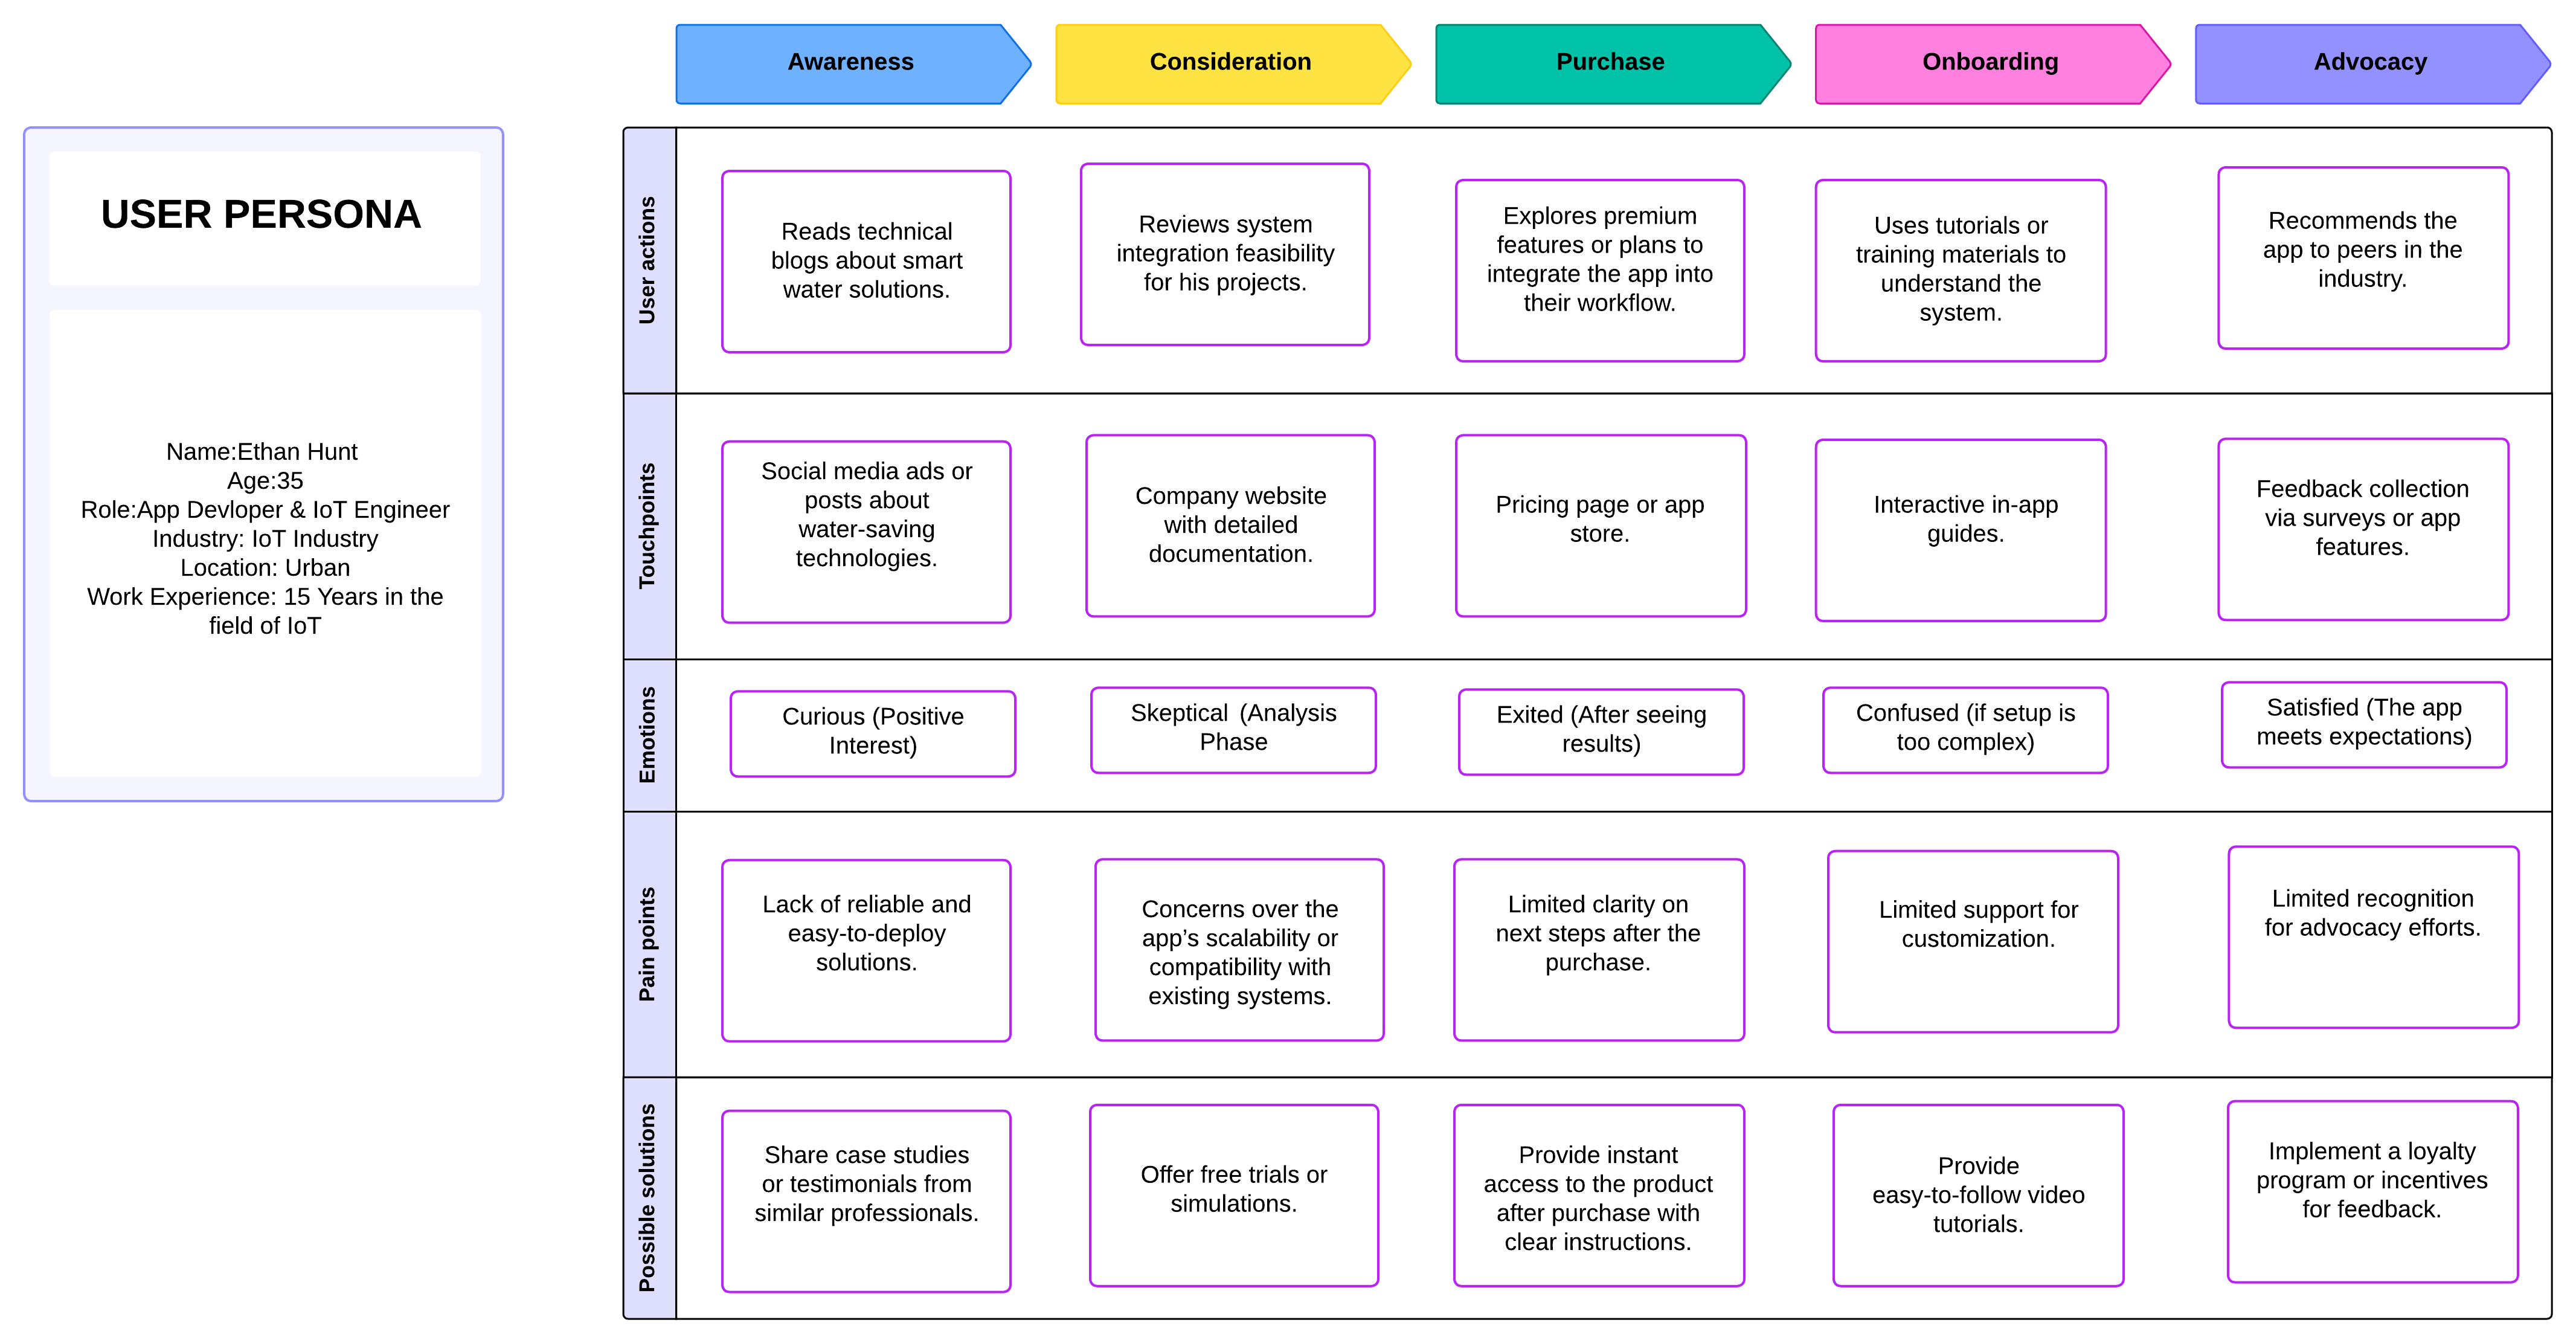 Awareness
Consideration
Purchase
Onboarding
Advocacy
USER PERSONA
Name:Ethan Hunt
Age:35
Role:App Devloper & IoT Engineer
Industry: IoT Industry
Location: Urban
Work Experience: 15 Years in the
field of IoT
User actions
Reads technical
blogs about smart
water solutions.
Reviews system
integration feasibility
for his projects.
Explores premium
features or plans to
integrate the app into
their workflow.
Uses tutorials or
training materials to
understand the
system.
Recommends the
app to peers in the
industry.
Touchpoints
Social media ads or
posts about
water-saving
technologies.
Company website
with detailed
documentation.
Pricing page or app
store.
Interactive in-app
guides.
Feedback collection
via surveys or app
features.
Emotions
Curious (Positive
Interest)
Skeptical (Analysis
Phase
Exited (After seeing
results)
Confused (if setup is
too complex)
Satisfied (The app
meets expectations)
Pain points
Lack of reliable and
easy-to-deploy
solutions.
Concerns over the
app’s scalability or
compatibility with
existing systems.
Limited clarity on
next steps after the
purchase.
Limited support for
customization.
Limited recognition
for advocacy efforts.
Possible solutions
Share case studies
or testimonials from
similar professionals.
Offer free trials or
simulations.
Provide instant
access to the product
after purchase with
clear instructions.
Provide
easy-to-follow video
tutorials.
Implement a loyalty
program or incentives
for feedback.